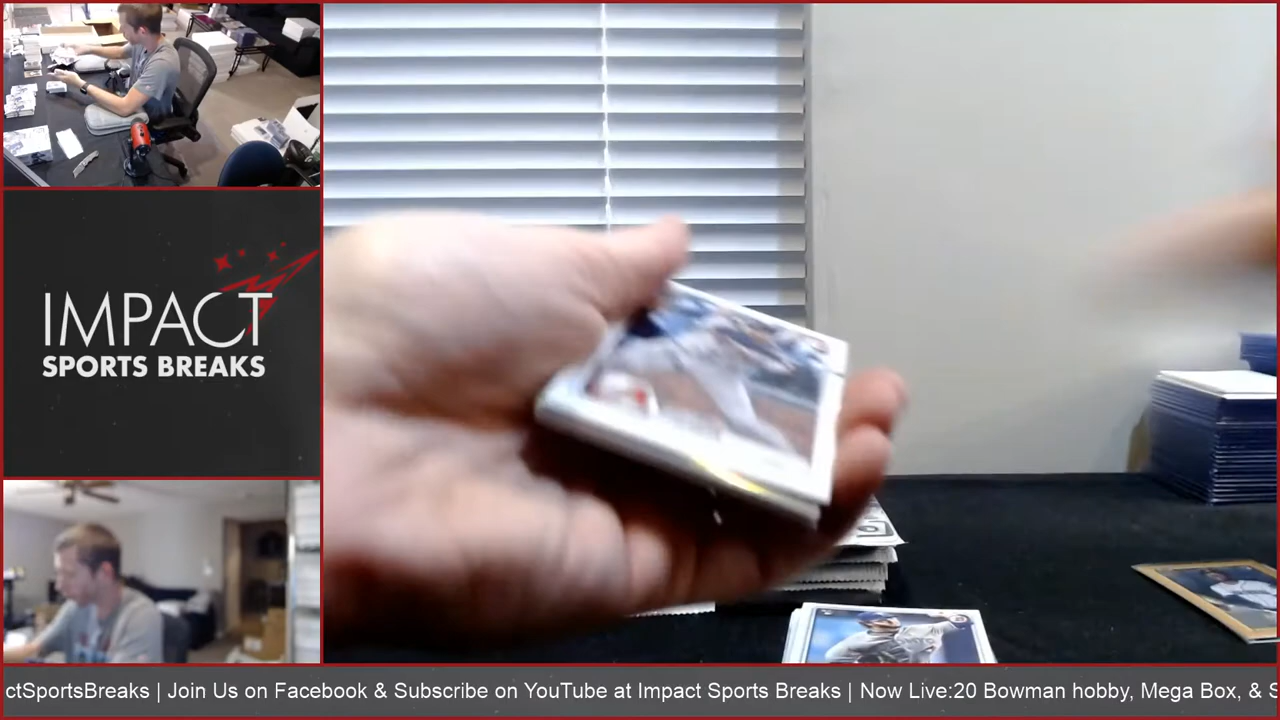 IMPACT
SPORTS BREAKS
ctSportsBreaks | Join Us on Facebook & Subscribe on YouTube at Impact Sports Breaks | Now Live:20 Bowman hobby, Mega Box, & S